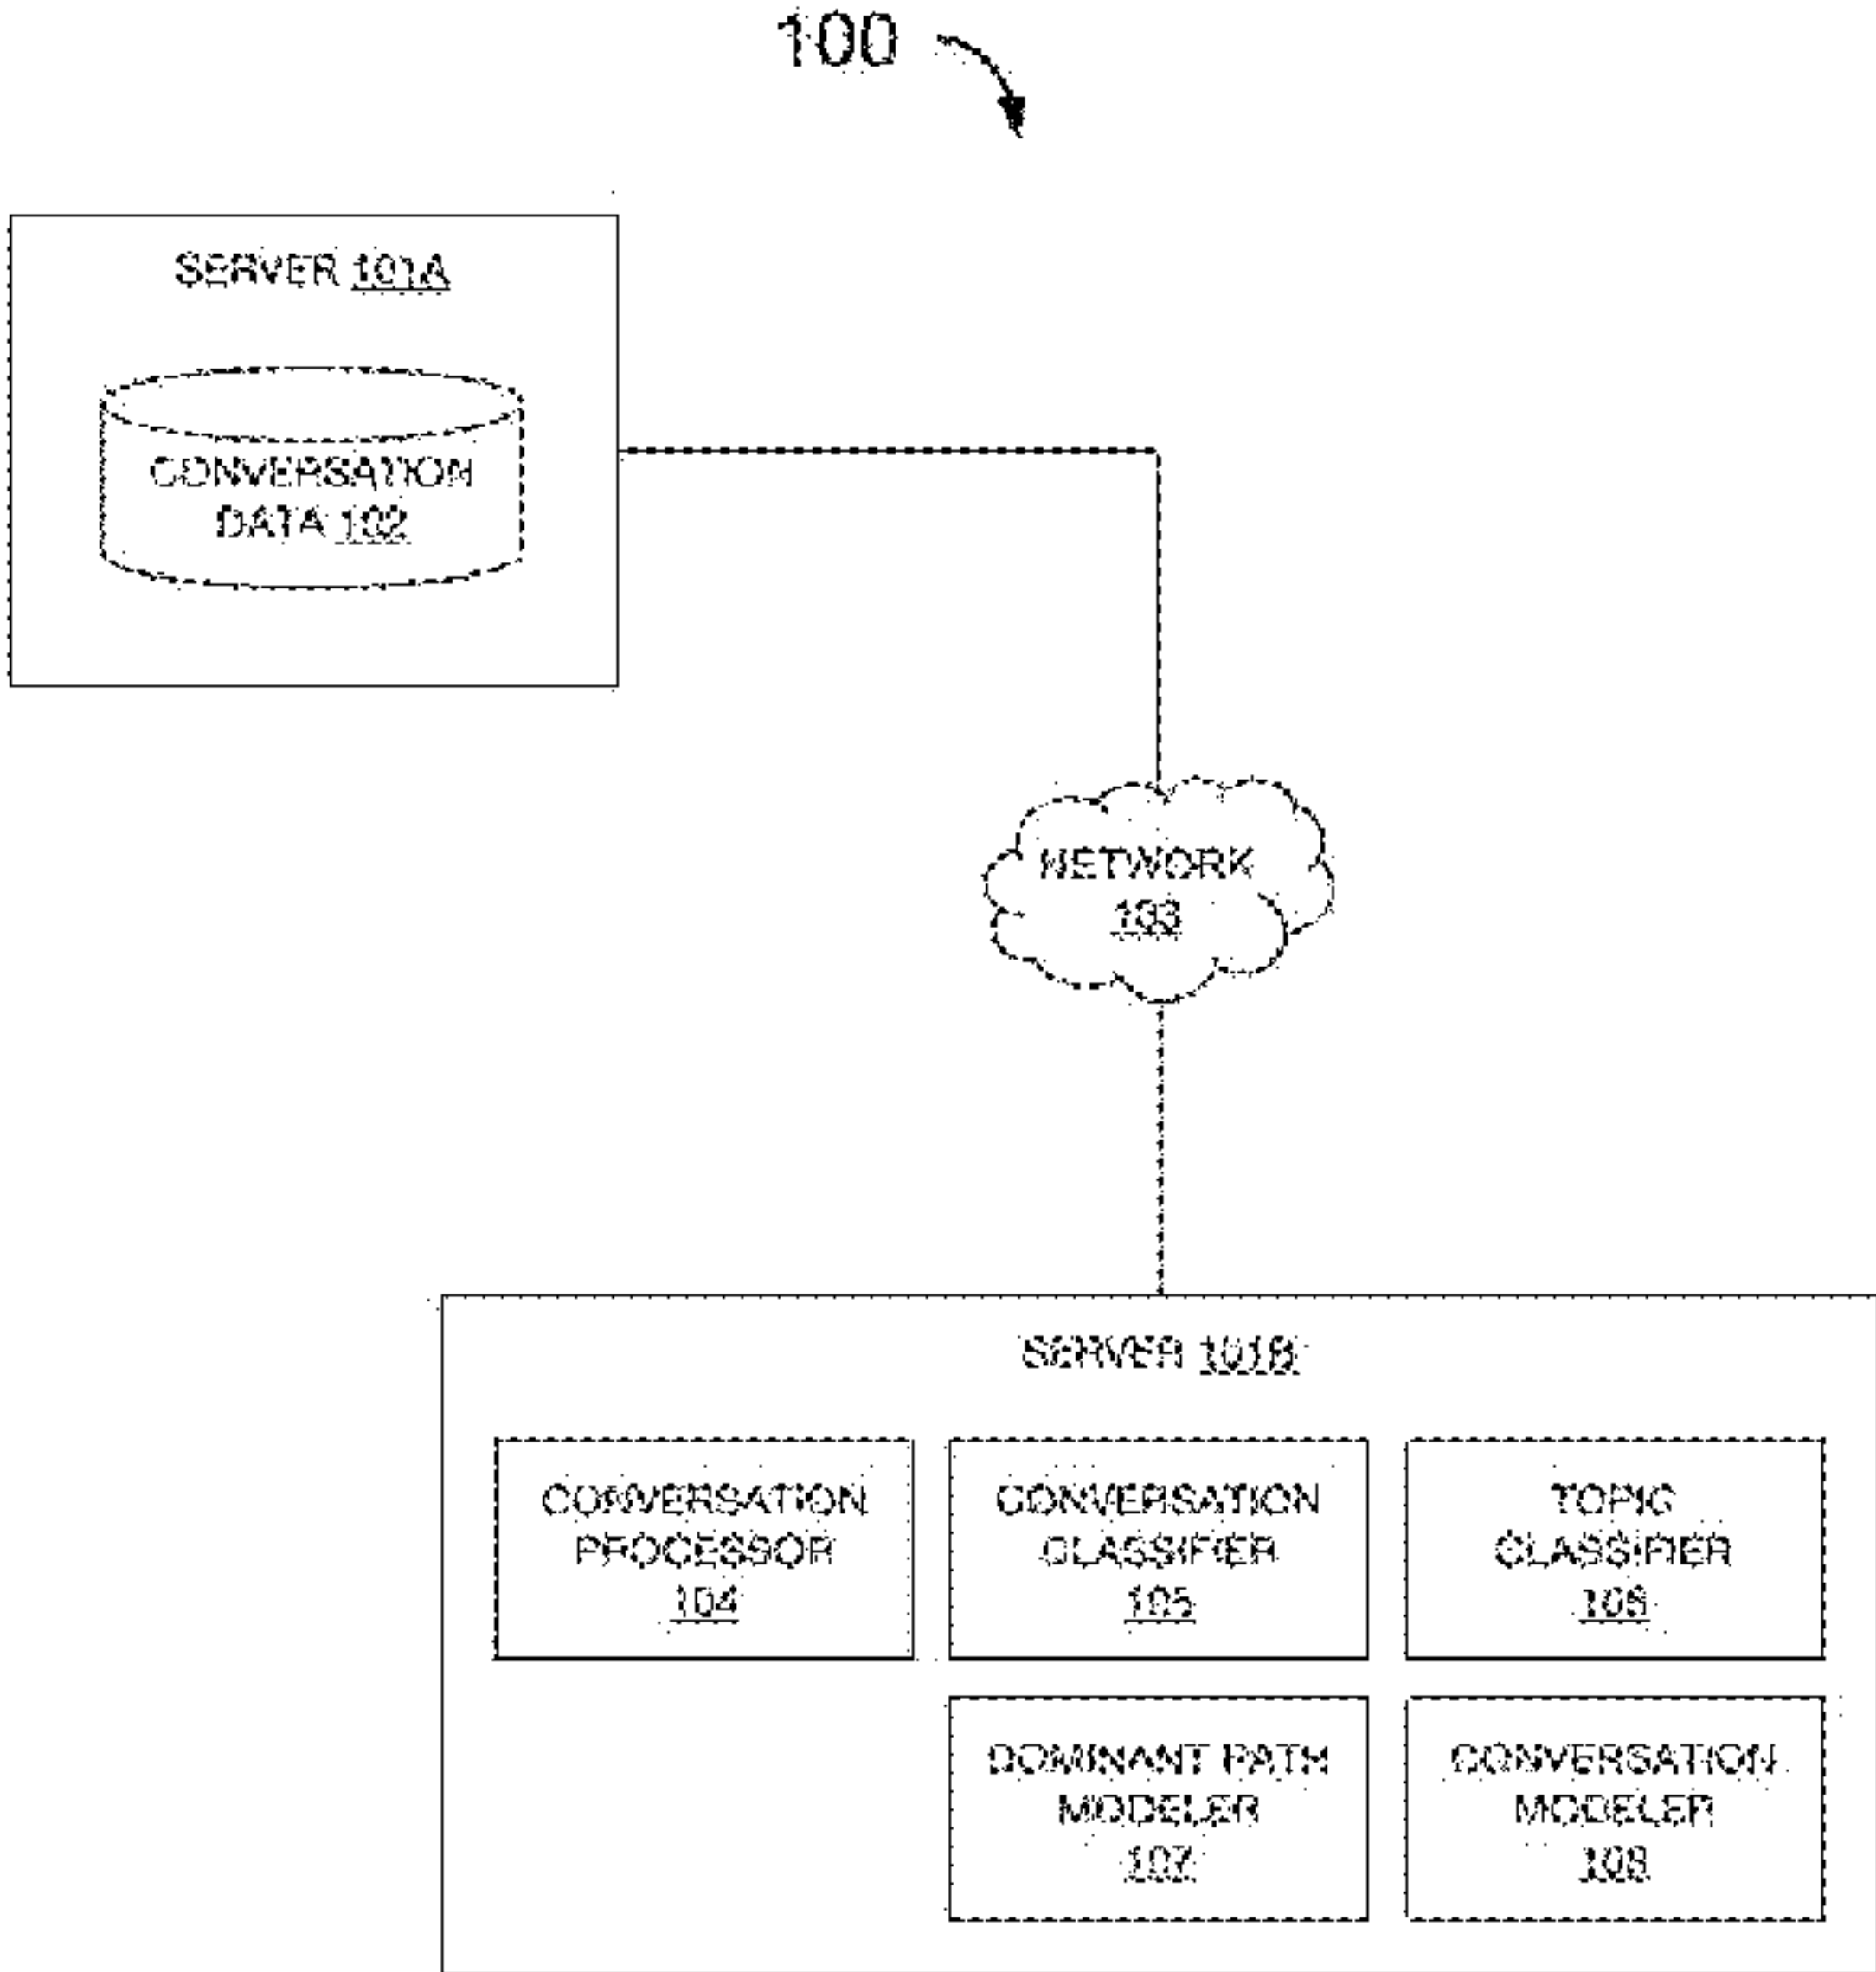 100
SERVER 101A
CONVERSATION
DATA 102
NETWORK
103
SERVER 101B
CONVERSATION
PROCESSOR
104
CONVERSATION
CLASSIFIER
105
TOPIC
CLASSIFIER
106
DOMINANT PATH
MODELER
107
CONVERSATION
MODELER
108